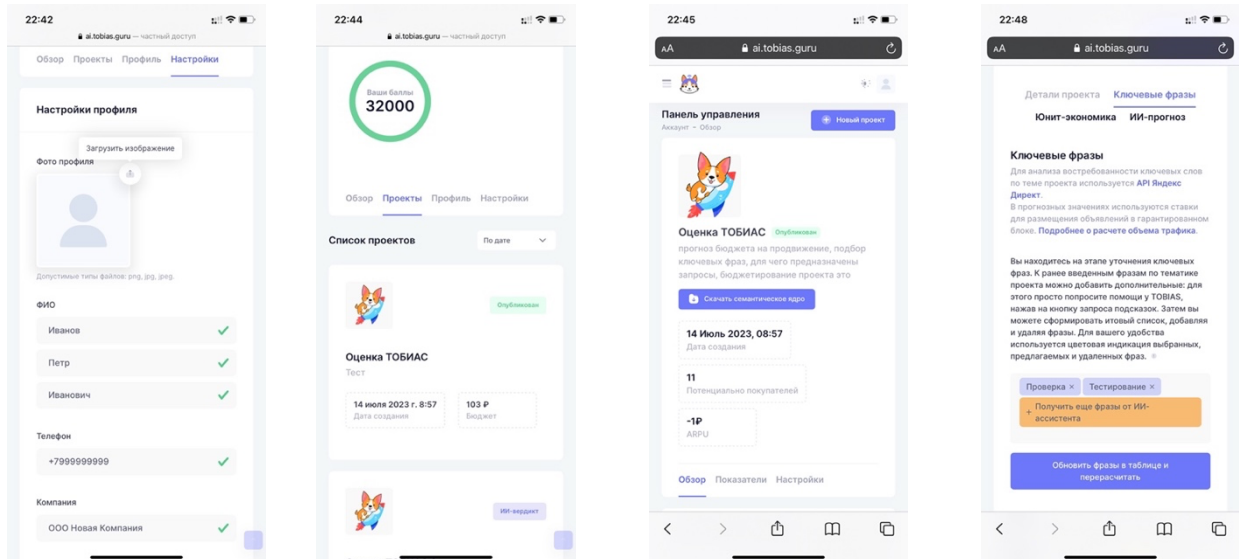 22:42
ai.tobias.guru — частный доступ
Обзор Проекты Профиль Настройки
Настройки профиля
Загрузить изображение
Фото профиля
Допустимые типы файлов: png, jpg, jpeg.
ФИО
Иванов
Петр
Иванович
Телефон
+7999999999
Компания
ООО Новая Компания
22:44
ai.tobias.guru — частный доступ
Ваши баллы
32000
Обзор Проекты Профиль Настройки
Список проектов
По дате
Опубликован
Оценка ТОБИАС
Тест
14 июля 2023 г. 8:57
Дата создания
103 ₽
Бюджет
ИИ-вердикт
22:45
AA ai.tobias.guru
Панель управления
Аккаунт – Обзор
Новый проект
Оценка ТОБИАС Опубликован
прогноз бюджета на продвижение, подбор
ключевых фраз, для чего предназначены
запросы, бюджетирование проекта это
Скачать семантическое ядро
14 Июль 2023, 08:57
Дата создания
11
Потенциально покупателей
-1₽
ARPU
Обзор Показатели Настройки
22:48
AA ai.tobias.guru
Детали проекта Ключевые фразы
Юнит-экономика ИИ-прогноз
Ключевые фразы
Для анализа востребованности ключевых слов
по теме проекта используется API Яндекс
Директ.
В прогнозных значениях используются ставки
для размещения объявлений в гарантированном
блоке. Подробнее о расчете объема трафика.
Вы находитесь на этапе уточнения ключевых
фраз. К ранее введенным фразам по тематике
проекта можно добавить дополнительные: для
этого просто попросите помощи у TOBIAS,
нажав на кнопку запроса подсказок. Затем вы
можете сформировать итовый список, добавляя
и удаляя фразы. Для вашего удобства
используется цветовая индикация выбранных,
предлагаемых и удаленных фраз.
Проверка × Тестирование ×
+ Получить еще фразы от ИИ-
ассистента
Обновить фразы в таблице и
перерасчитать